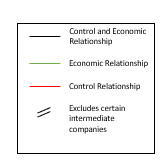 Control and Economic
Relationship
Economic Relationship
Control Relationship
Excludes certain
intermediate
companies